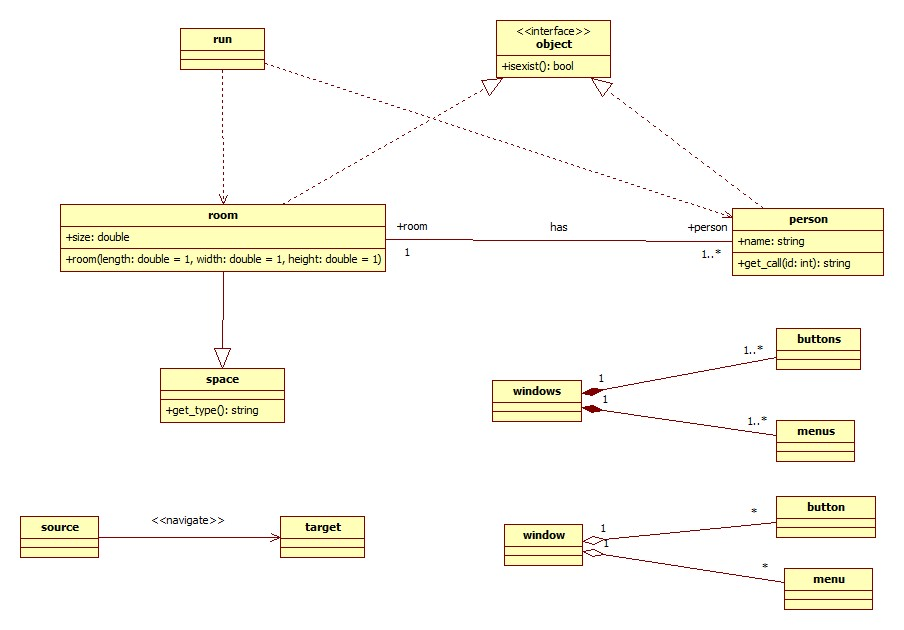 run
<<interface>>
object
+isexist(): bool
room
+size: double
+room(length: double = 1, width: double = 1, height: double = 1)
+room
1
has
+person
1..*
person
+name: string
+get_call(id: int): string
space
+get_type(): string
windows
1
1
1..*
buttons
1..*
menus
source
<<navigate>>
target
window
1
1
*
button
*
menu